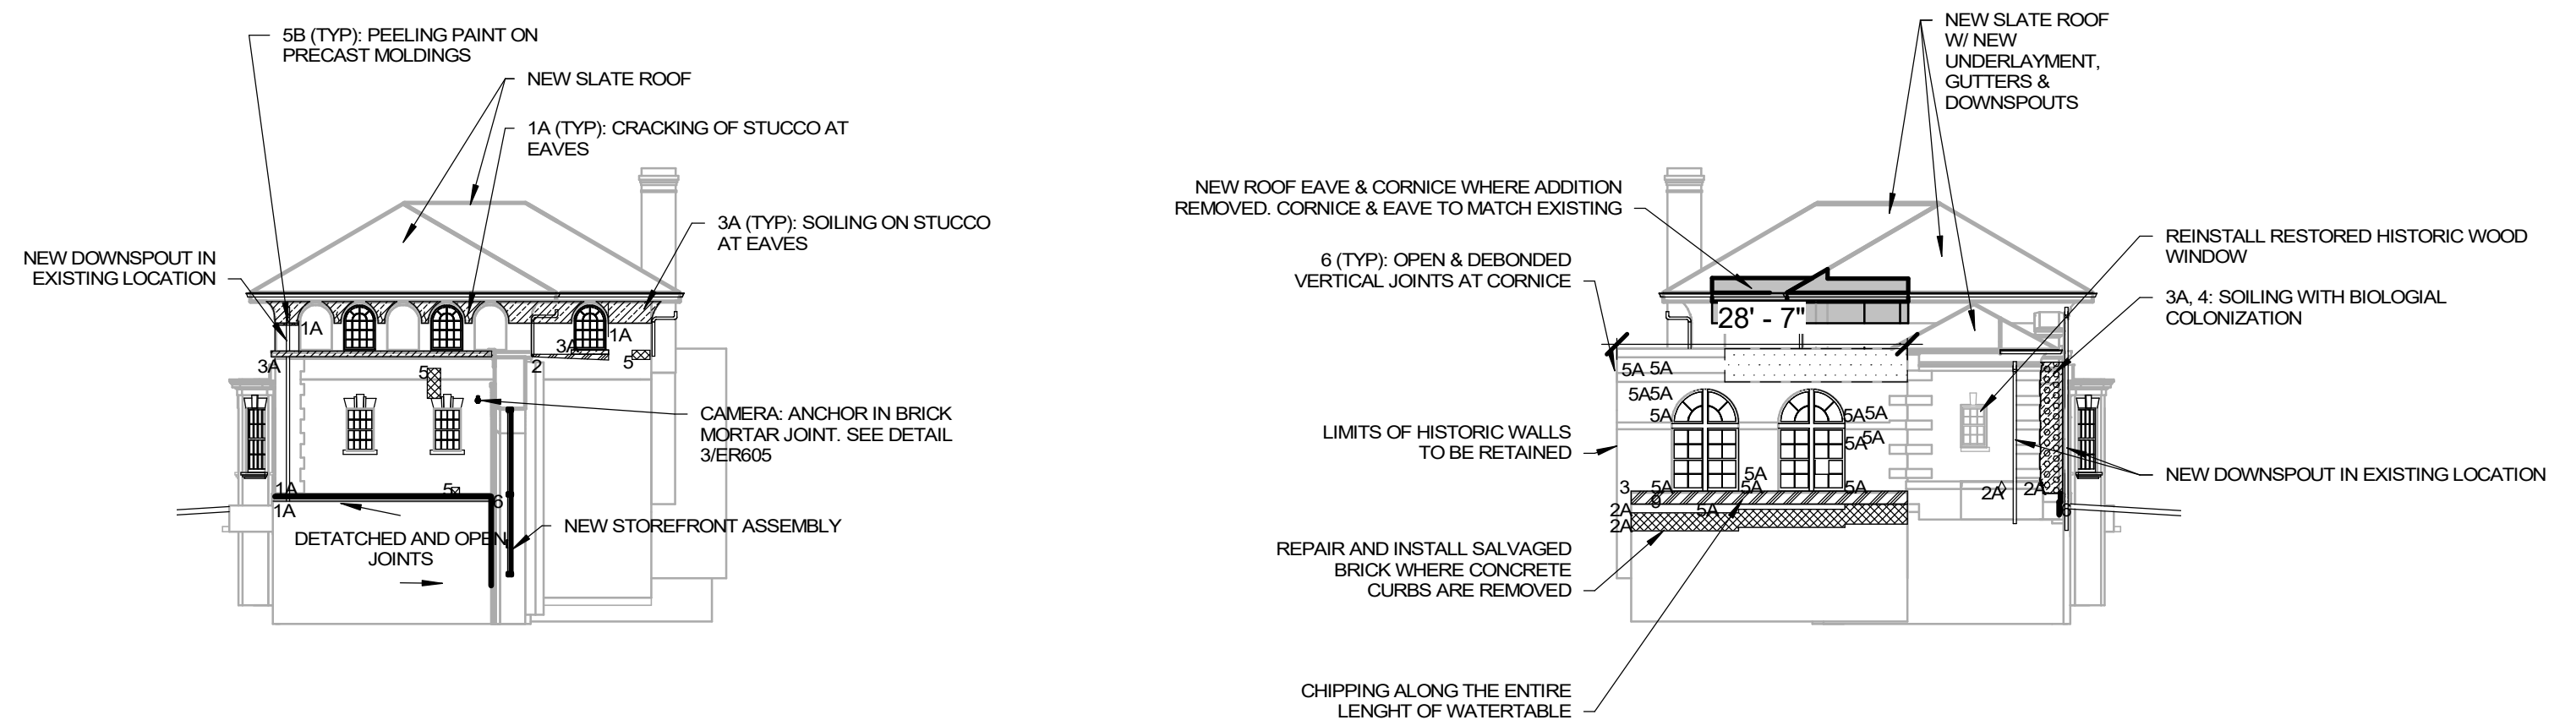 5B (TYP): PEELING PAINT ON
PRECAST MOLDINGS
NEW SLATE ROOF
1A (TYP): CRACKING OF STUCCO AT
EAVES
3A (TYP): SOILING ON STUCCO
AT EAVES
NEW DOWNSPOUT IN
EXISTING LOCATION
1A
1A
3A
3A
2
5
5
CAMERA: ANCHOR IN BRICK
MORTAR JOINT. SEE DETAIL
3/ER605
1A
5
6
1A
NEW STOREFRONT ASSEMBLY
DETATCHED AND OPEN
JOINTS
NEW SLATE ROOF
W/ NEW
UNDERLAYMENT,
GUTTERS &
DOWNSPOUTS
NEW ROOF EAVE & CORNICE WHERE ADDITION
REMOVED. CORNICE & EAVE TO MATCH EXISTING
6 (TYP): OPEN & DEBONDED
VERTICAL JOINTS AT CORNICE
REINSTALL RESTORED HISTORIC WOOD
WINDOW
3A, 4: SOILING WITH BIOLOGIAL
COLONIZATION
28' - 7"
5A 5A
5A5A
5A
5A5A
5A5A
LIMITS OF HISTORIC WALLS
TO BE RETAINED
NEW DOWNSPOUT IN EXISTING LOCATION
5A
3 5A 5A 5A
9
2A 5A
2A
2A 2A
6
REPAIR AND INSTALL SALVAGED
BRICK WHERE CONCRETE
CURBS ARE REMOVED
CHIPPING ALONG THE ENTIRE
LENGHT OF WATERTABLE